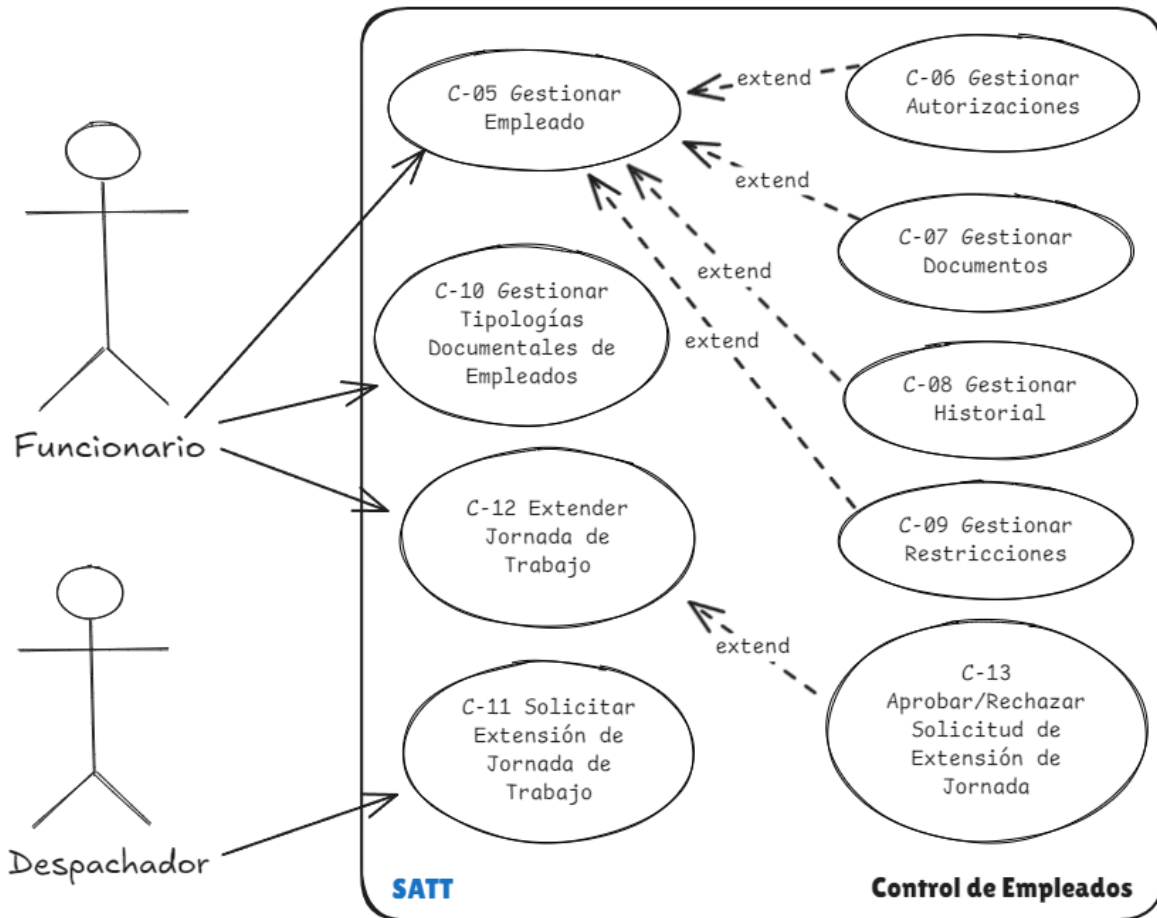 C-05 Gestionar
Empleado
extend
C-06 Gestionar
Autorizaciones
extend
C-07 Gestionar
Documentos
extend
C-10 Gestionar
Tipologías
Documentales de
Empleados
extend
C-08 Gestionar
Historial
Funcionario
C-12 Extender
Jornada de
Trabajo
C-09 Gestionar
Restricciones
extend
C-11 Solicitar
Extensión de
Jornada de
Trabajo
C-13
Aprobar/Rechazar
Solicitud de
Extensión de
Jornada
Despachador
SATT
Control de Empleados